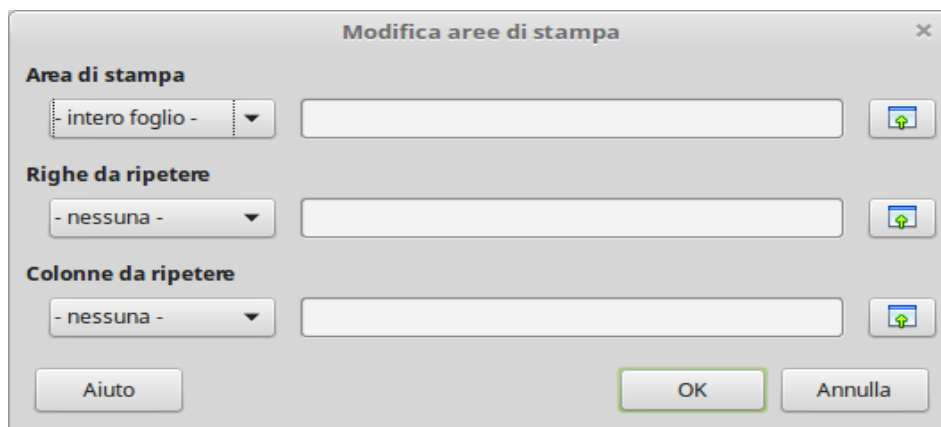 Modifica aree di stampa
Area di stampa
- intero foglio -
Righe da ripetere
- nessuna -
Colonne da ripetere
- nessuna -
Aiuto OK Annulla